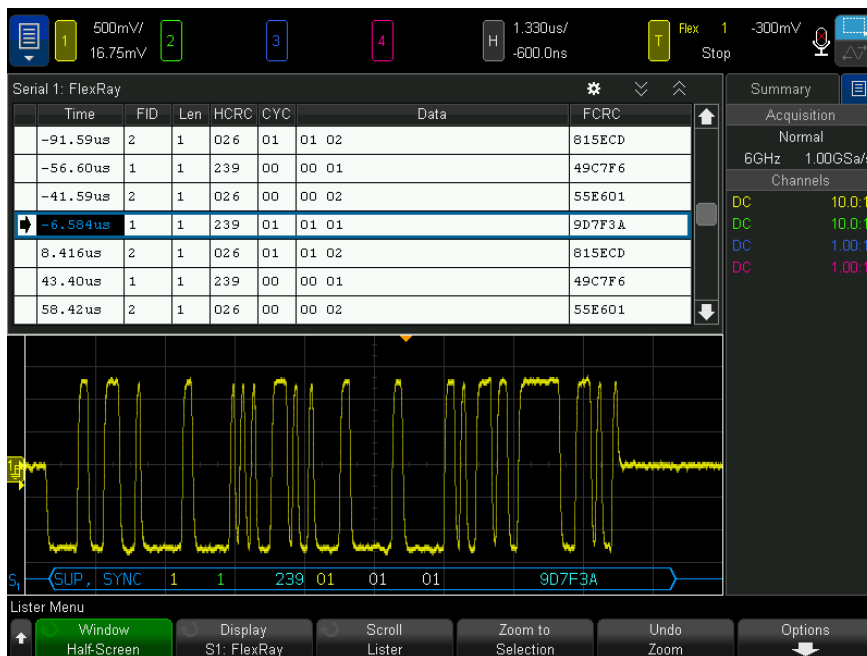 1 500mV/ 16.75mV 2 3 4 H 1.330us/ -600.0ns T Flex 1 -300mV Stop
Serial 1: FlexRay
Time FID Len HCRC CYC Data FCRC
-91.59us 2 1 026 01 01 02 815ECD
-56.60us 1 1 239 00 00 01 49C7F6
-41.59us 2 1 026 00 00 02 55E601
-6.584us 1 1 239 01 01 01 9D7F3A
8.416us 2 1 026 01 01 02 815ECD
43.40us 1 1 239 00 00 01 49C7F6
58.42us 2 1 026 00 00 02 55E601
Summary
Acquisition
Normal
6GHz 1.00GSa/s
Channels
DC 10.0:1
DC 10.0:1
DC 1.00:1
DC 1.00:1
S1 SUP, SYNC 1 1 239 01 01 01 9D7F3A
Lister Menu
Window Half-Screen
Display S1: FlexRay
Scroll Lister
Zoom to Selection
Undo Zoom
Options